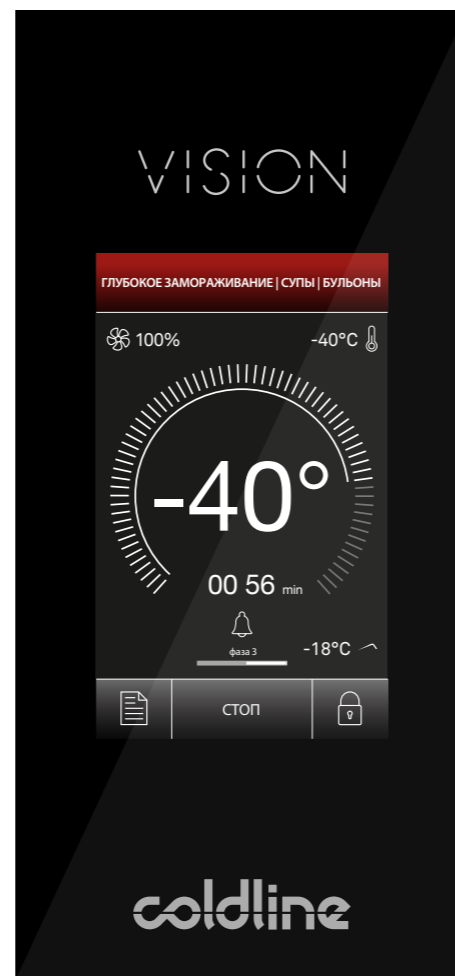 VISION
ГЛУБОКОЕ ЗАМОРАЖИВАНИЕ | СУПЫ | БУЛЬОНЫ
100% -40°C
-40°
00 56 min
фаза 3
-18°C
СТОП
coldline